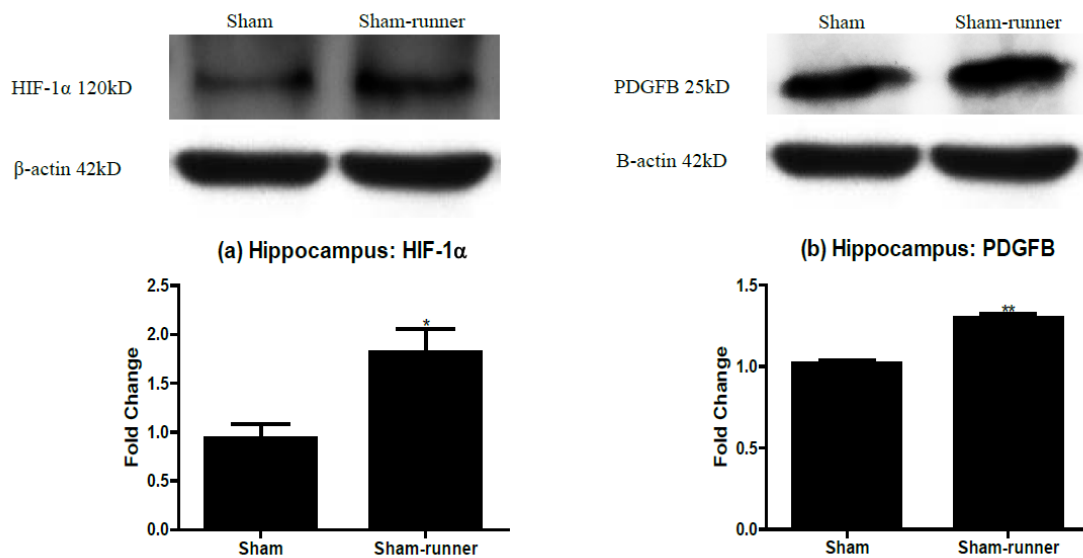 Sham Sham-runner
HIF-1α 120kD
β-actin 42kD
(a) Hippocampus: HIF-1α
Fold Change
2.5
2.0
1.5
1.0
0.5
0.0
*
Sham Sham-runner
Sham Sham-runner
PDGFB 25kD
B-actin 42kD
(b) Hippocampus: PDGFB
Fold Change
1.5
1.0
0.5
0.0
**
Sham Sham-runner